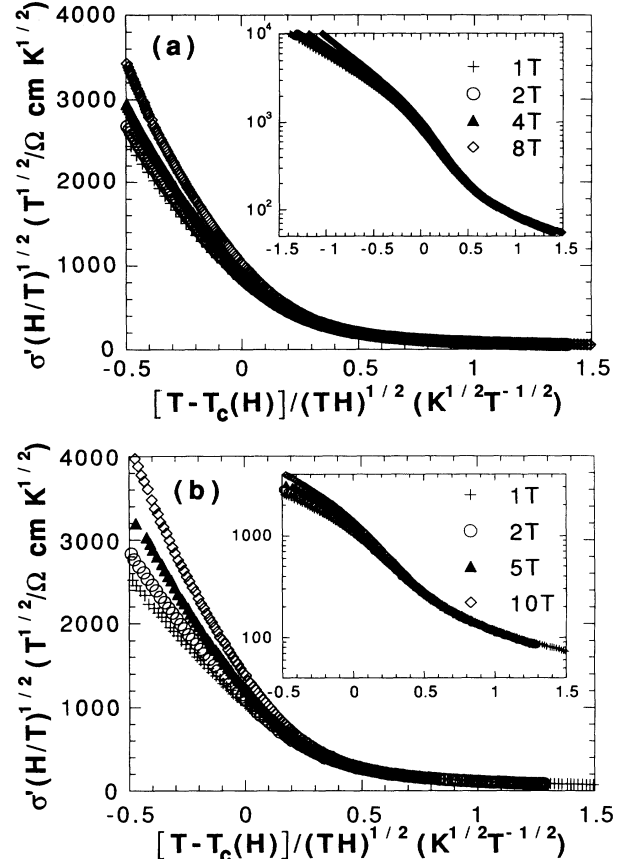 4000
3000
2000
1000
0
σ'(H/T)^1/2 (T^1/2/Ω cm K^1/2)
(a)
10^4
10^3
10^2
+ 1T
○ 2T
▲ 4T
◇ 8T
-1.5 -1 -0.5 0 0.5 1 1.5
-0.5 0 0.5 1 1.5
[T-T_c(H)]/(TH)^1/2 (K^1/2T^-1/2)
4000
3000
2000
1000
0
σ'(H/T)^1/2 (T^1/2/Ω cm K^1/2)
(b)
1000
100
+ 1T
○ 2T
▲ 5T
◇ 10T
-0.5 0 0.5 1 1.5
-0.5 0 0.5 1 1.5
[T-T_c(H)]/(TH)^1/2 (K^1/2T^-1/2)